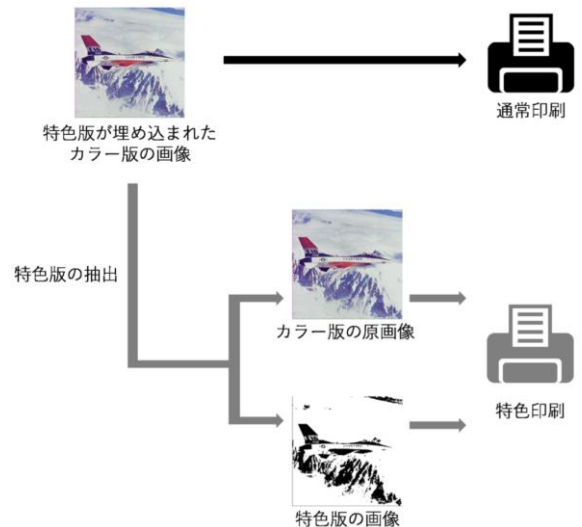 通常印刷
特色版が埋め込まれた
カラー版の画像
特色版の抽出
カラー版の原画像
特色印刷
特色版の画像